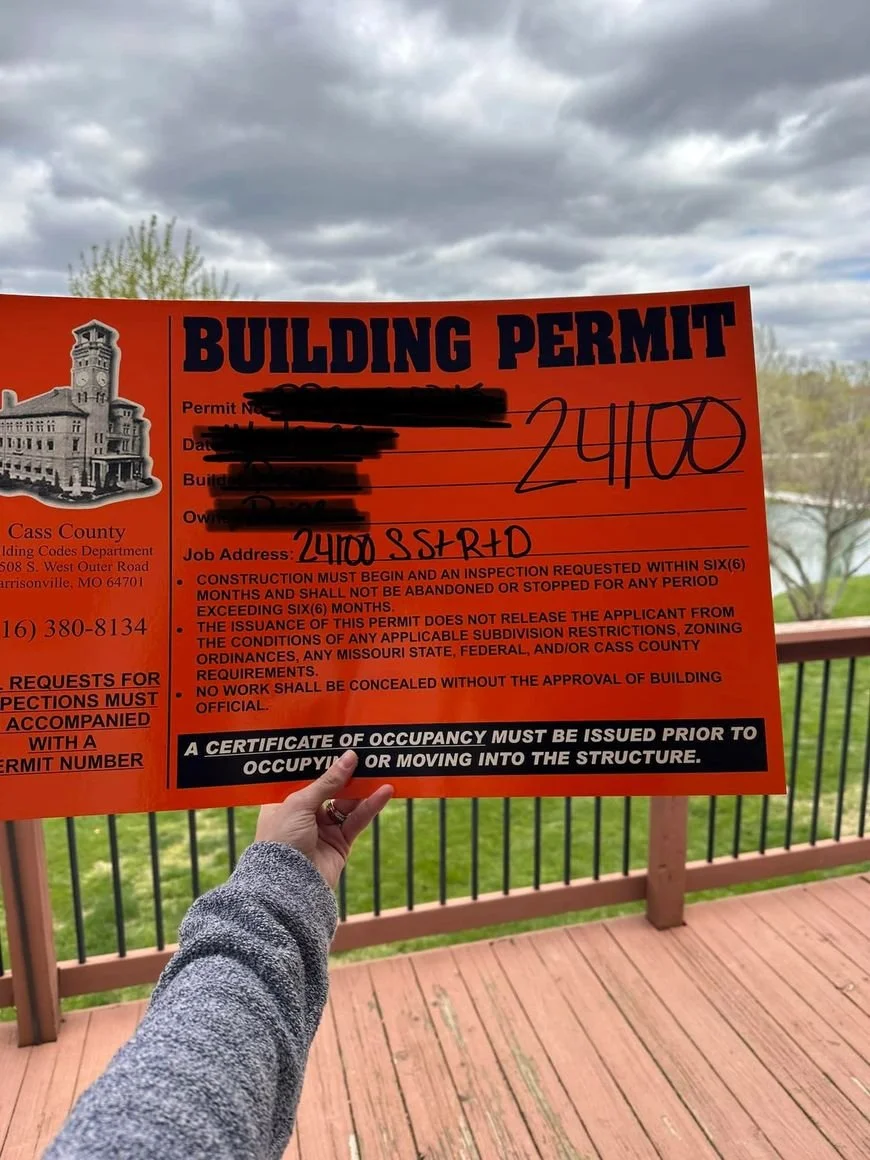 BUILDING PERMIT
Permit No
Dat
Build
Own
24100
Job Address: 24100 S St Rt D
• CONSTRUCTION MUST BEGIN AND AN INSPECTION REQUESTED WITHIN SIX(6)
MONTHS AND SHALL NOT BE ABANDONED OR STOPPED FOR ANY PERIOD
EXCEEDING SIX(6) MONTHS.
• THE ISSUANCE OF THIS PERMIT DOES NOT RELEASE THE APPLICANT FROM
THE CONDITIONS OF ANY APPLICABLE SUBDIVISION RESTRICTIONS, ZONING
ORDINANCES, ANY MISSOURI STATE, FEDERAL, AND/OR CASS COUNTY
REQUIREMENTS.
• NO WORK SHALL BE CONCEALED WITHOUT THE APPROVAL OF BUILDING
OFFICIAL.
A CERTIFICATE OF OCCUPANCY MUST BE ISSUED PRIOR TO
OCCUPYIN OR MOVING INTO THE STRUCTURE.
Cass County
lding Codes Department
508 S. West Outer Road
arrisonville, MO 64701
16) 380-8134
REQUESTS FOR
PECTIONS MUST
ACCOMPANIED
WITH A
ERMIT NUMBER